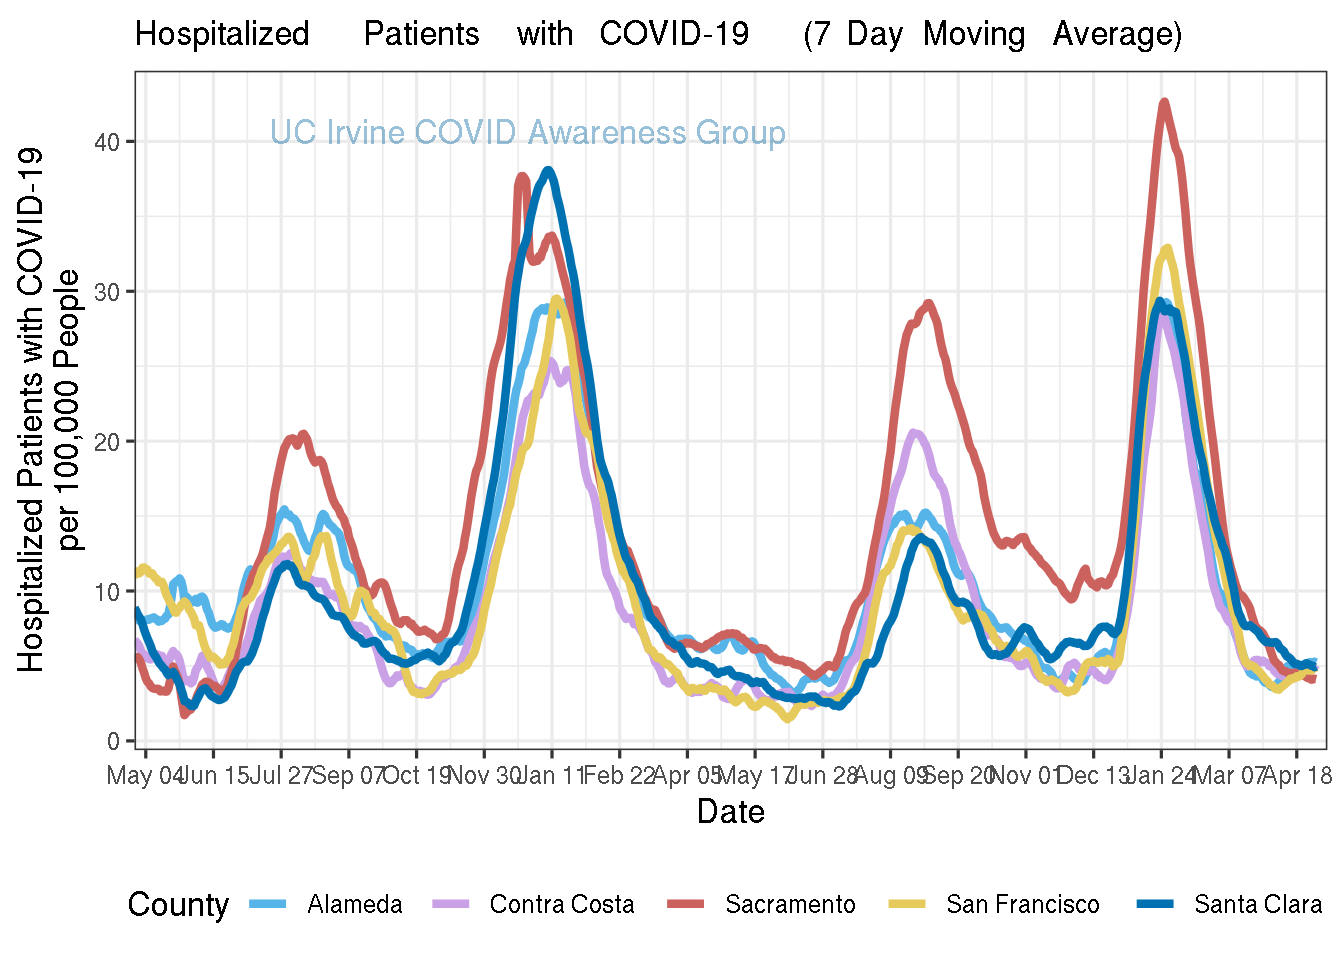 Hospitalized Patients with COVID-19 (7 Day Moving Average)
UC Irvine COVID Awareness Group
Hospitalized Patients with COVID-19
per 100,000 People
40
30
20
10
0
May 04 Jun 15 Jul 27 Sep 07 Oct 19 Nov 30 Jan 11 Feb 22 Apr 05 May 17 Jun 28 Aug 09 Sep 20 Nov 01 Dec 13 Jan 24 Mar 07 Apr 18
Date
County Alameda Contra Costa Sacramento San Francisco Santa Clara